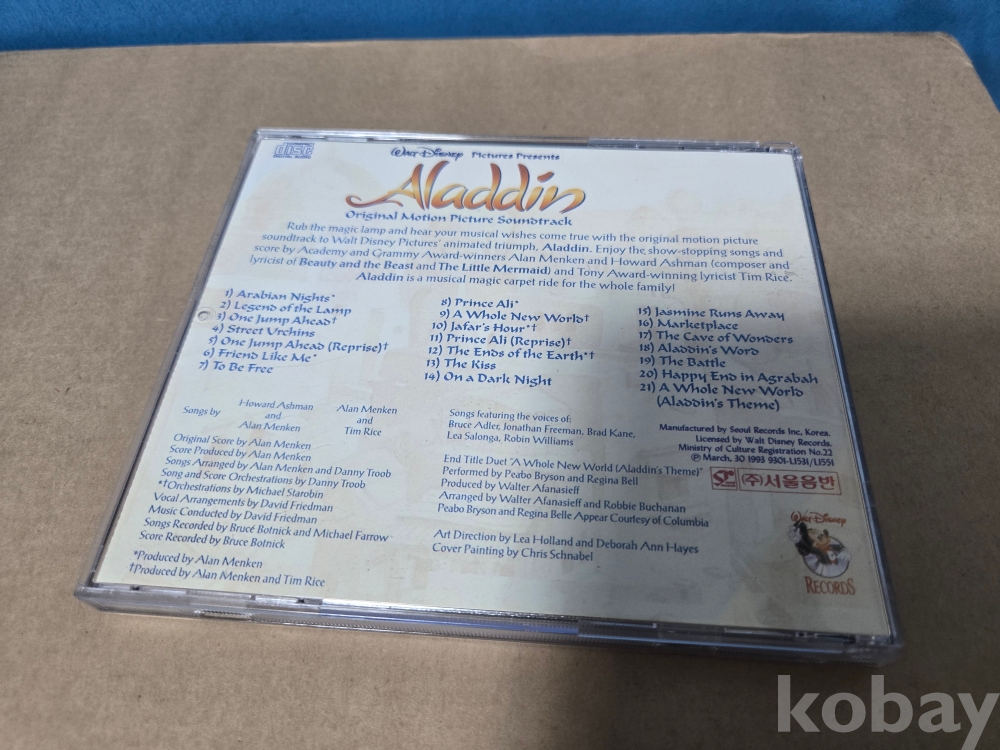 COMPACT
disc
DIGITAL AUDIO
Walt Disney Pictures Presents
Aladdin
Original Motion Picture Soundtrack
Rub the magic lamp and hear your musical wishes come true with the original motion picture
soundtrack to Walt Disney Pictures' animated triumph, Aladdin. Enjoy the show-stopping songs and
score by Academy and Grammy Award-winners Alan Menken and Howard Ashman (composer and
lyricist of Beauty and the Beast and The Little Mermaid) and Tony Award-winning lyricist Tim Rice.
Aladdin is a musical magic carpet ride for the whole family!
1) Arabian Nights*
2) Legend of the Lamp
3) One Jump Ahead†
4) Street Urchins
5) One Jump Ahead (Reprise)†
6) Friend Like Me*
7) To Be Free
8) Prince Ali*
9) A Whole New World†
10) Jafar's Hour*†
11) Prince Ali (Reprise)†
12) The Ends of the Earth*†
13) The Kiss
14) On a Dark Night
15) Jasmine Runs Away
16) Marketplace
17) The Cave of Wonders
18) Aladdin's Word
19) The Battle
20) Happy End in Agrabah
21) A Whole New World
(Aladdin's Theme)
Songs by
Howard Ashman
and
Alan Menken
Alan Menken
and
Tim Rice
Original Score by Alan Menken
Score Produced by Alan Menken
Songs Arranged by Alan Menken and Danny Troob
Song and Score Orchestrations by Danny Troob
*†Orchestrations by Michael Starobin
Vocal Arrangements by David Friedman
Music Conducted by David Friedman
Songs Recorded by Bruce Botnick and Michael Farrow
Score Recorded by Bruce Botnick
*Produced by Alan Menken
†Produced by Alan Menken and Tim Rice
Songs featuring the voices of:
Bruce Adler, Jonathan Freeman, Brad Kane,
Lea Salonga, Robin Williams
End Title Duet "A Whole New World (Aladdin's Theme)"
Performed by Peabo Bryson and Regina Bell
Produced by Walter Afanasieff
Arranged by Walter Afanasieff and Robbie Buchanan
Peabo Bryson and Regina Belle Appear Courtesy of Columbia
Art Direction by Lea Holland and Deborah Ann Hayes
Cover Painting by Chris Schnabel
Manufactured by Seoul Records Inc, Korea.
Licensed by Walt Disney Records.
Ministry of Culture Registration No.22
℗ March, 30 1993 9301-L1531/L1551
(주)서울음반
Walt Disney
RECORDS
kobay